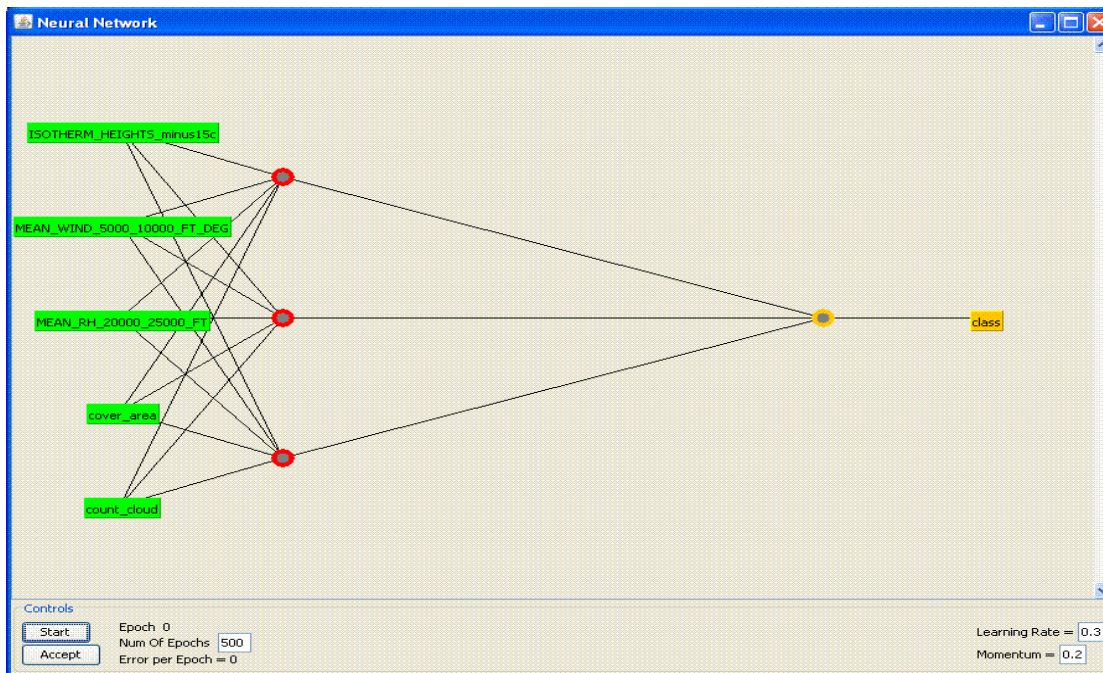 Neural Network
ISOTHERM_HEIGHTS_minus15c
MEAN_WIND_5000_10000_FT_DEG
MEAN_RH_20000_25000_FT
cover_area
count_cloud
class
Controls
Start
Accept
Epoch 0
Num Of Epochs 500
Error per Epoch = 0
Learning Rate = 0.3
Momentum = 0.2